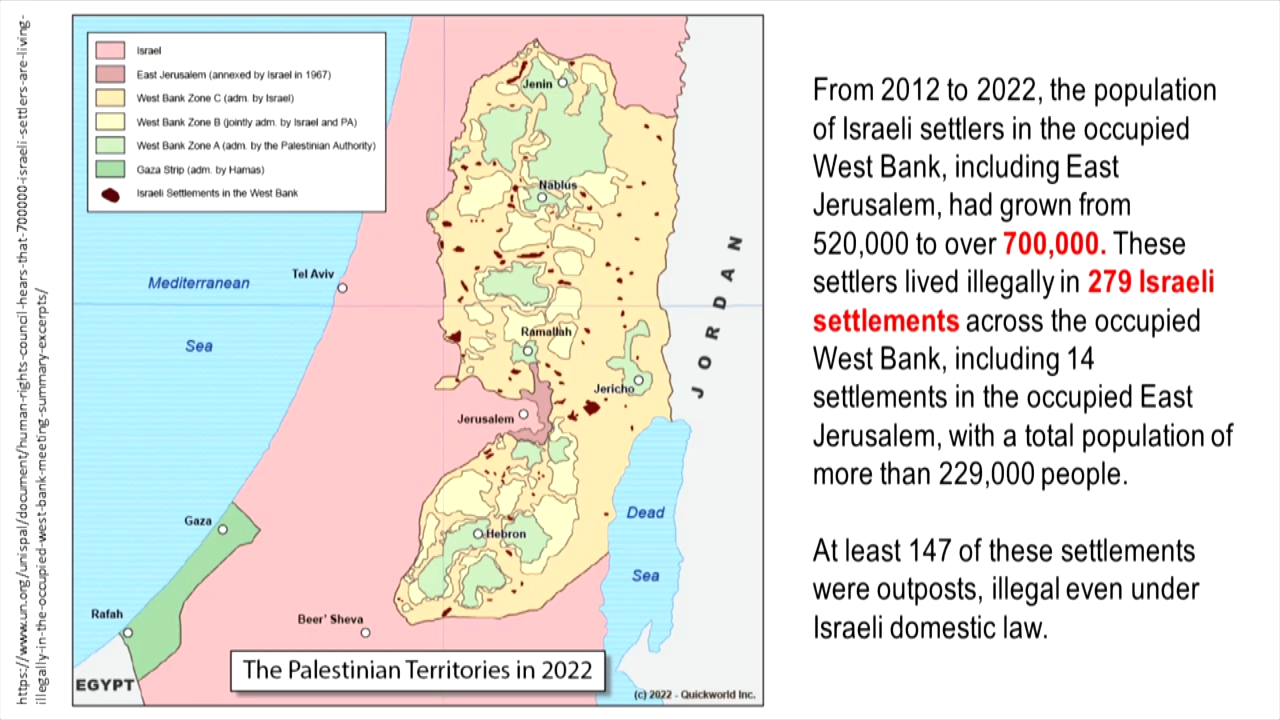 https://www.un.org/unispal/document/human-rights-council-hears-that-700000-israeli-settlers-are-living-
illegally-in-the-occupied-west-bank-meeting-summary-excerpts/
Israel
East Jerusalem (annexed by Israel in 1967)
West Bank Zone C (adm. by Israel)
West Bank Zone B (jointly adm. by Israel and PA)
West Bank Zone A (adm. by the Palestinian Authority)
Gaza Strip (adm. by Hamas)
Israeli Settlements in the West Bank
Jenin
Nablus
Tel Aviv
Mediterranean
Sea
Ramallah
Jericho
Jerusalem
JORDAN
Gaza
Hebron
Dead
Sea
Rafah
Beer' Sheva
EGYPT
The Palestinian Territories in 2022
(c) 2022 - Quickworld Inc.
From 2012 to 2022, the population
of Israeli settlers in the occupied
West Bank, including East
Jerusalem, had grown from
520,000 to over 700,000. These
settlers lived illegally in 279 Israeli
settlements across the occupied
West Bank, including 14
settlements in the occupied East
Jerusalem, with a total population of
more than 229,000 people.
At least 147 of these settlements
were outposts, illegal even under
Israeli domestic law.